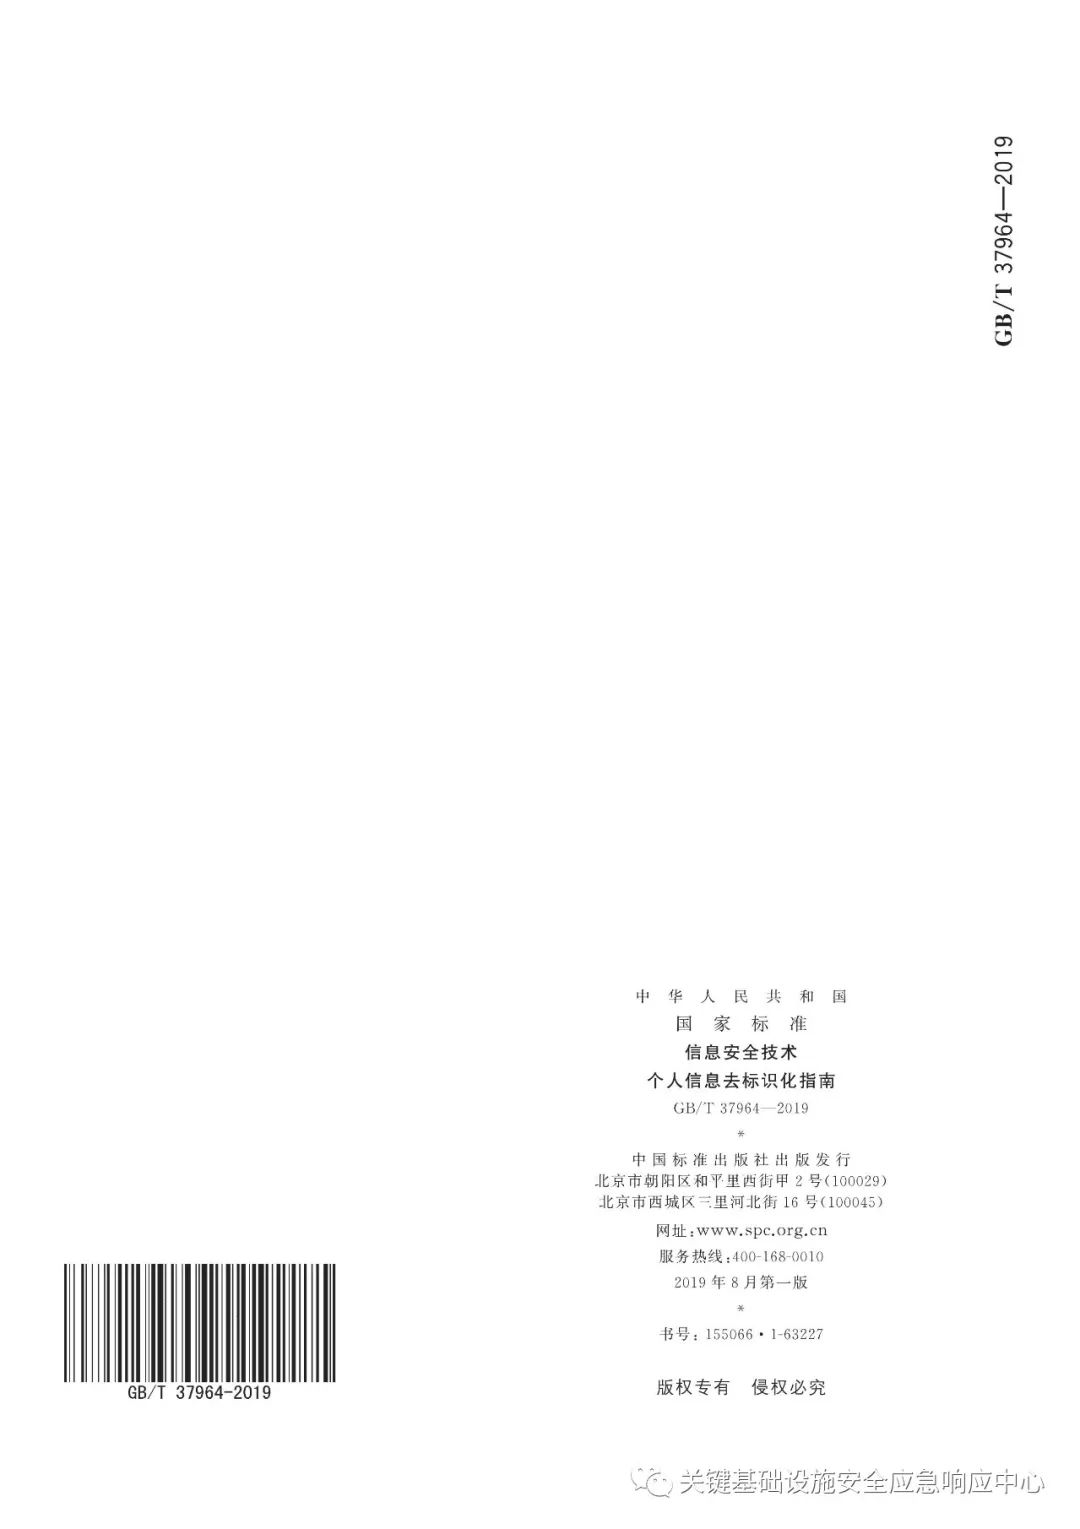 GB/T 37964—2019
中华人民共和国
国家标准
信息安全技术
个人信息去标识化指南
GB/T 37964—2019
*
中国标准出版社出版发行
北京市朝阳区和平里西街甲2号(100029)
北京市西城区三里河北街16号(100045)
网址:www.spc.org.cn
服务热线:400-168-0010
2019年8月第一版
*
书号: 155066·1-63227
版权专有 侵权必究
GB/T 37964-2019
关键基础设施安全应急响应中心